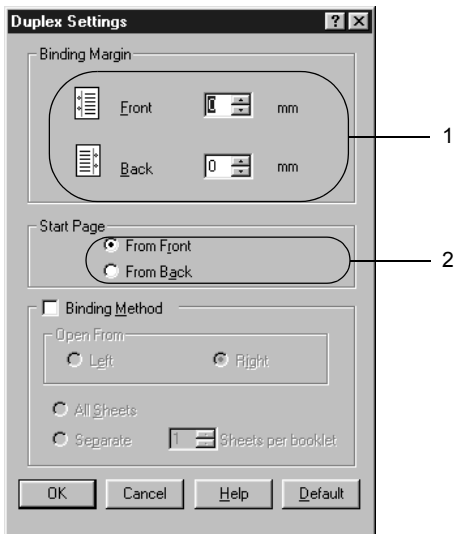 Duplex Settings
Binding Margin
Front 0 mm
1
Back 0 mm
Start Page
From Front
2
From Back
Binding Method
Open From
Left Right
All Sheets
Separate 1 Sheets per booklet
OK Cancel Help Default